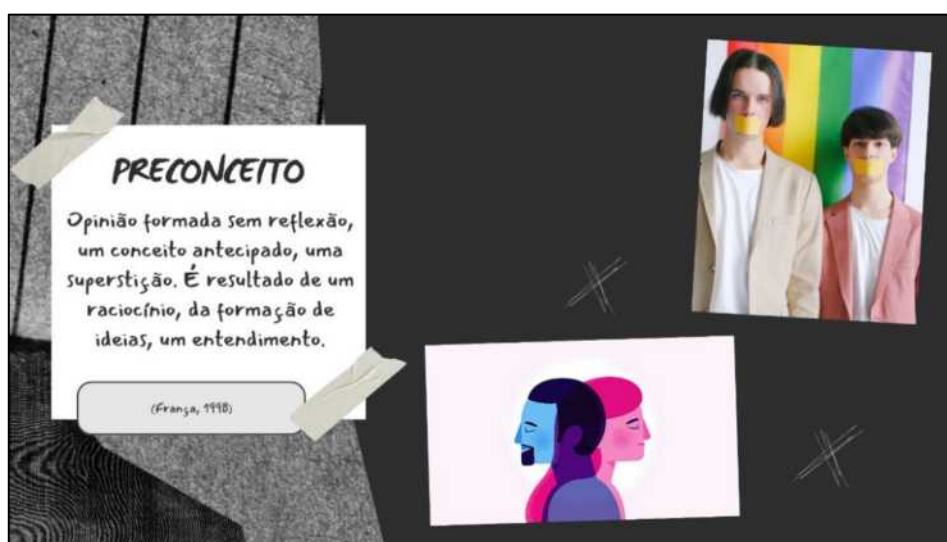 PRECONCEITO
Opinião formada sem reflexão,
um conceito antecipado, uma
superstição. É resultado de um
raciocínio, da formação de
ideias, um entendimento.
(França, 1998)